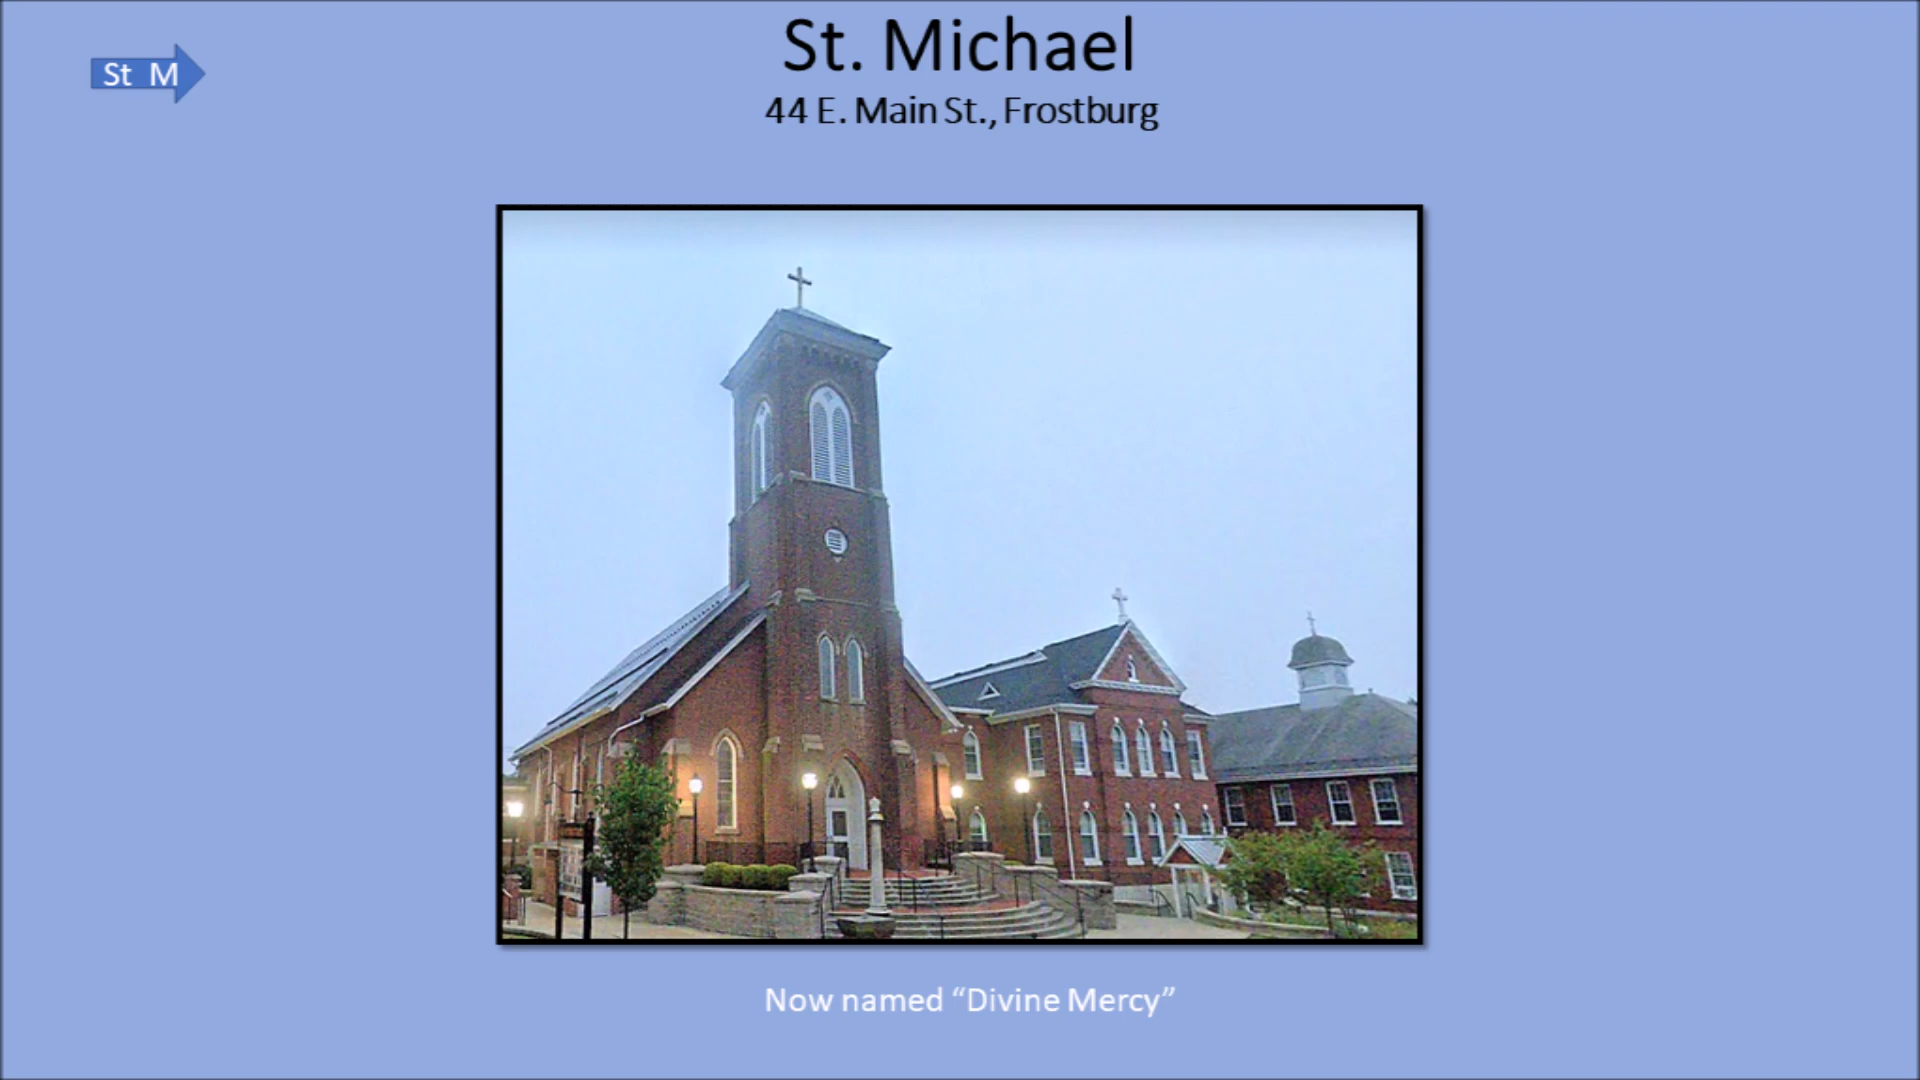 St. Michael
44 E. Main St., Frostburg
St M
Now named “Divine Mercy”